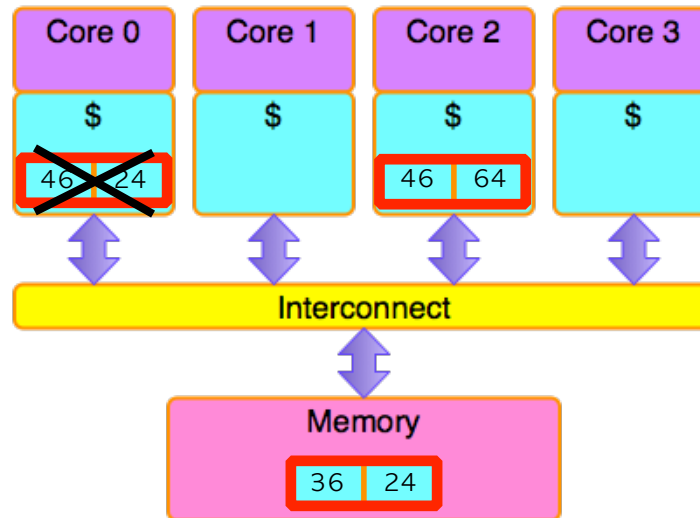 Core 0 Core 1 Core 2 Core 3
$ $ $ $
46 24 46 64
Interconnect
Memory
36 24